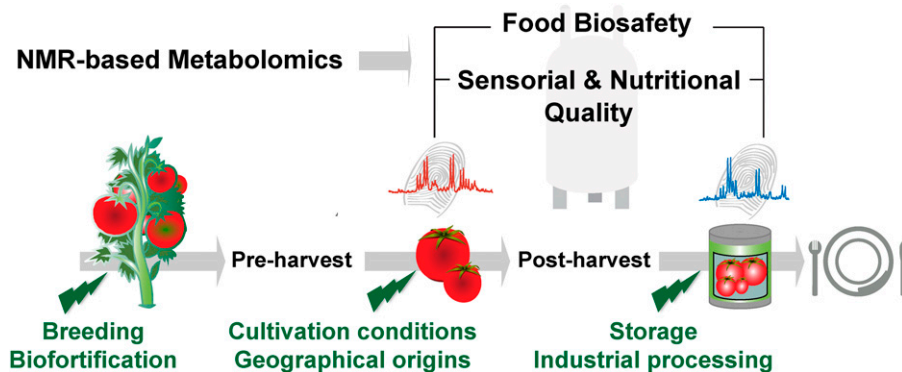 Food Biosafety
NMR-based Metabolomics
Sensorial & Nutritional
Quality
Pre-harvest
Post-harvest
Breeding
Biofortification
Cultivation conditions
Geographical origins
Storage
Industrial processing